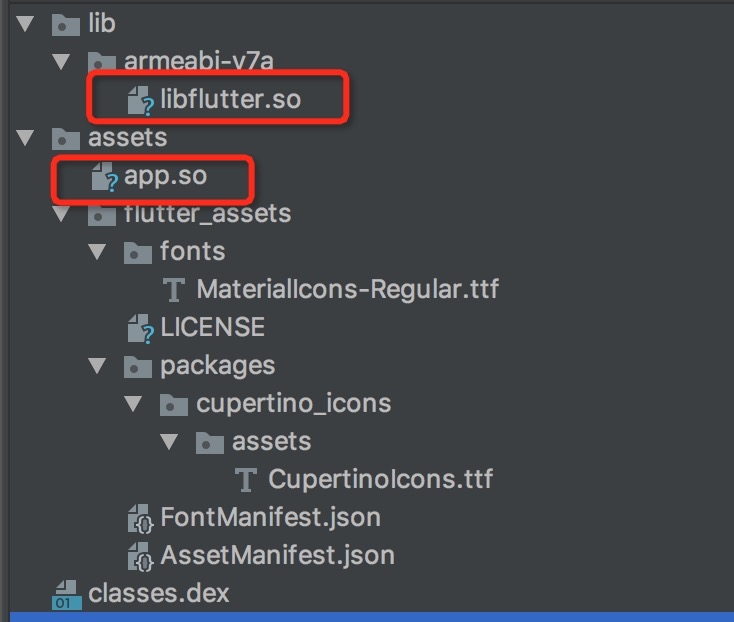 lib
armeabi-v7a
libflutter.so
assets
app.so
flutter_assets
fonts
MaterialIcons-Regular.ttf
LICENSE
packages
cupertino_icons
assets
CupertinoIcons.ttf
FontManifest.json
AssetManifest.json
classes.dex